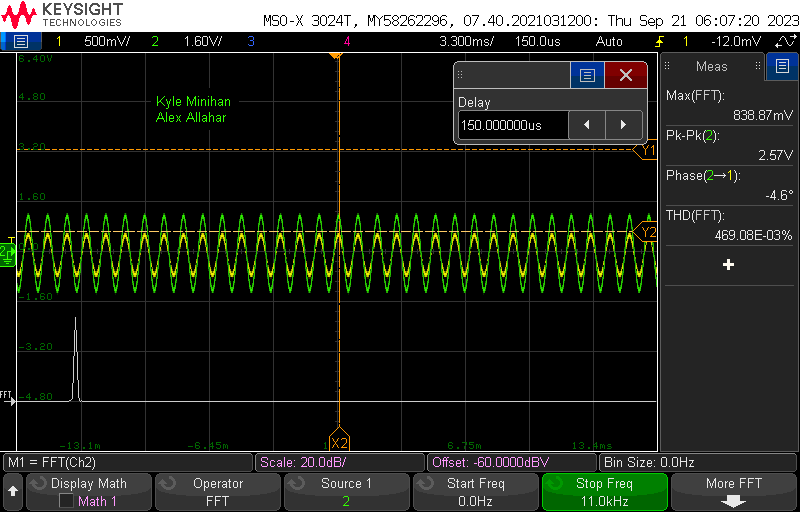 KEYSIGHT
TECHNOLOGIES
MSO-X 3024T, MY58262296, 07.40.2021031200: Thu Sep 21 06:07:20 2023
1 500mV/ 2 1.60V/ 3 4 3.300ms/ 150.0us Auto 1 -12.0mV
6.40V
4.80
3.20
1.60
-1.60
-3.20
-4.80
Kyle Minihan
Alex Allahar
Delay
150.000000us
Y1
Y2
2
FFT
-13.1m -6.45m X2 6.75m 13.4ms
Meas
Max(FFT):
838.87mV
Pk-Pk(2):
2.57V
Phase(2→1):
-4.6°
THD(FFT):
469.08E-03%
M1 = FFT(Ch2) Scale: 20.0dB/ Offset: -60.0000dBV Bin Size: 0.0Hz
Display Math
Math 1
Operator
FFT
Source 1
2
Start Freq
0.0Hz
Stop Freq
11.0kHz
More FFT